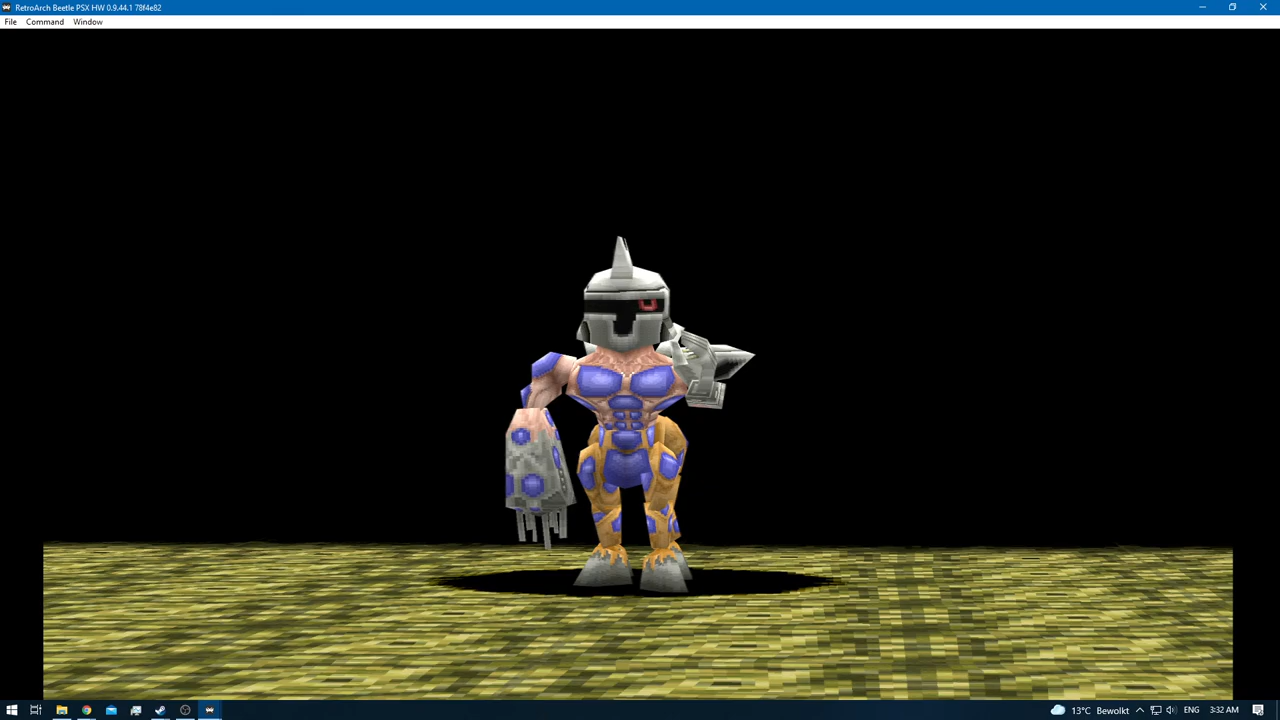 RetroArch Beetle PSX HW 0.9.44.1 78f4e82
File Command Window
13°C Bewolkt ENG 3:32 AM